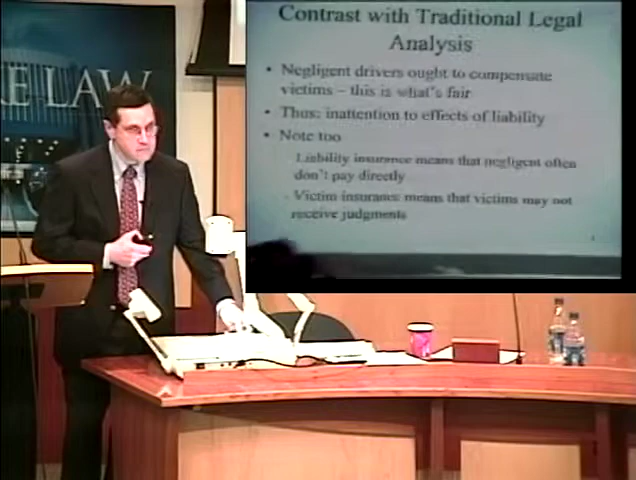 KE LAW
Contrast with Traditional Legal
Analysis
• Negligent drivers ought to compensate
victims – this is what's fair
• Thus: inattention to effects of liability
• Note too
Liability insurance means that negligent often
don't pay directly
- Victim insurance means that victims may not
receive judgments